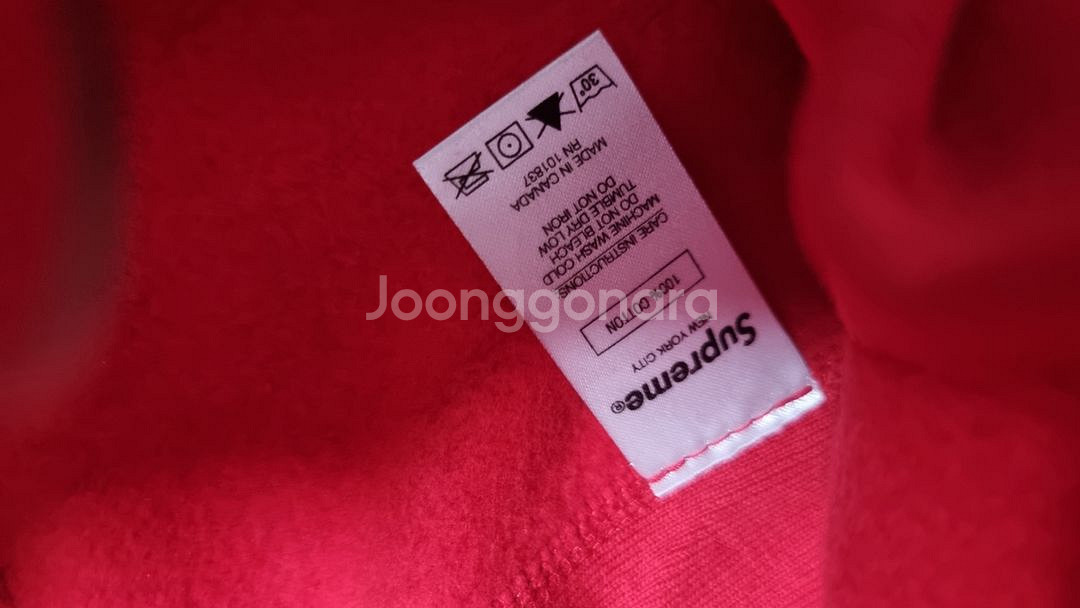 Supreme®
NEW YORK CITY
100% COTTON
CARE INSTRUCTIONS
MACHINE WASH COLD
DO NOT BLEACH
TUMBLE DRY LOW
DO NOT IRON
MADE IN CANADA
RN 101837
30°
Joonggonara